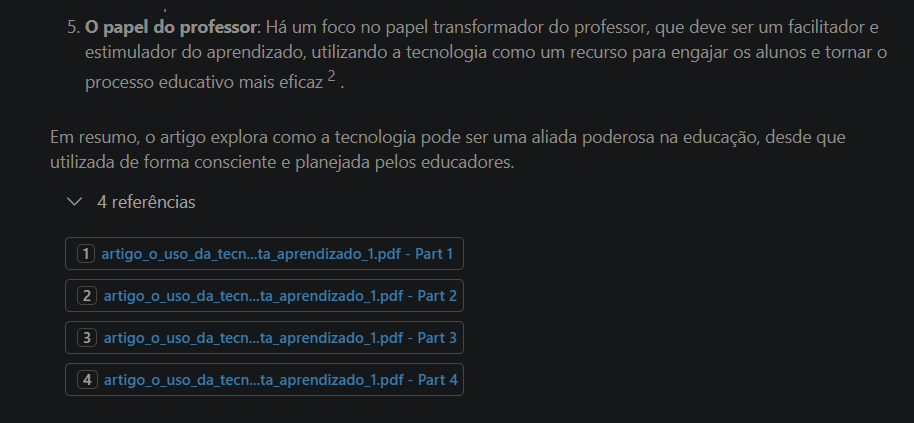 5. O papel do professor: Há um foco no papel transformador do professor, que deve ser um facilitador e
estimulador do aprendizado, utilizando a tecnologia como um recurso para engajar os alunos e tornar o
processo educativo mais eficaz 2 .
Em resumo, o artigo explora como a tecnologia pode ser uma aliada poderosa na educação, desde que
utilizada de forma consciente e planejada pelos educadores.
4 referências
1 artigo_o_uso_da_tecn...ta_aprendizado_1.pdf - Part 1
2 artigo_o_uso_da_tecn...ta_aprendizado_1.pdf - Part 2
3 artigo_o_uso_da_tecn...ta_aprendizado_1.pdf - Part 3
4 artigo_o_uso_da_tecn...ta_aprendizado_1.pdf - Part 4